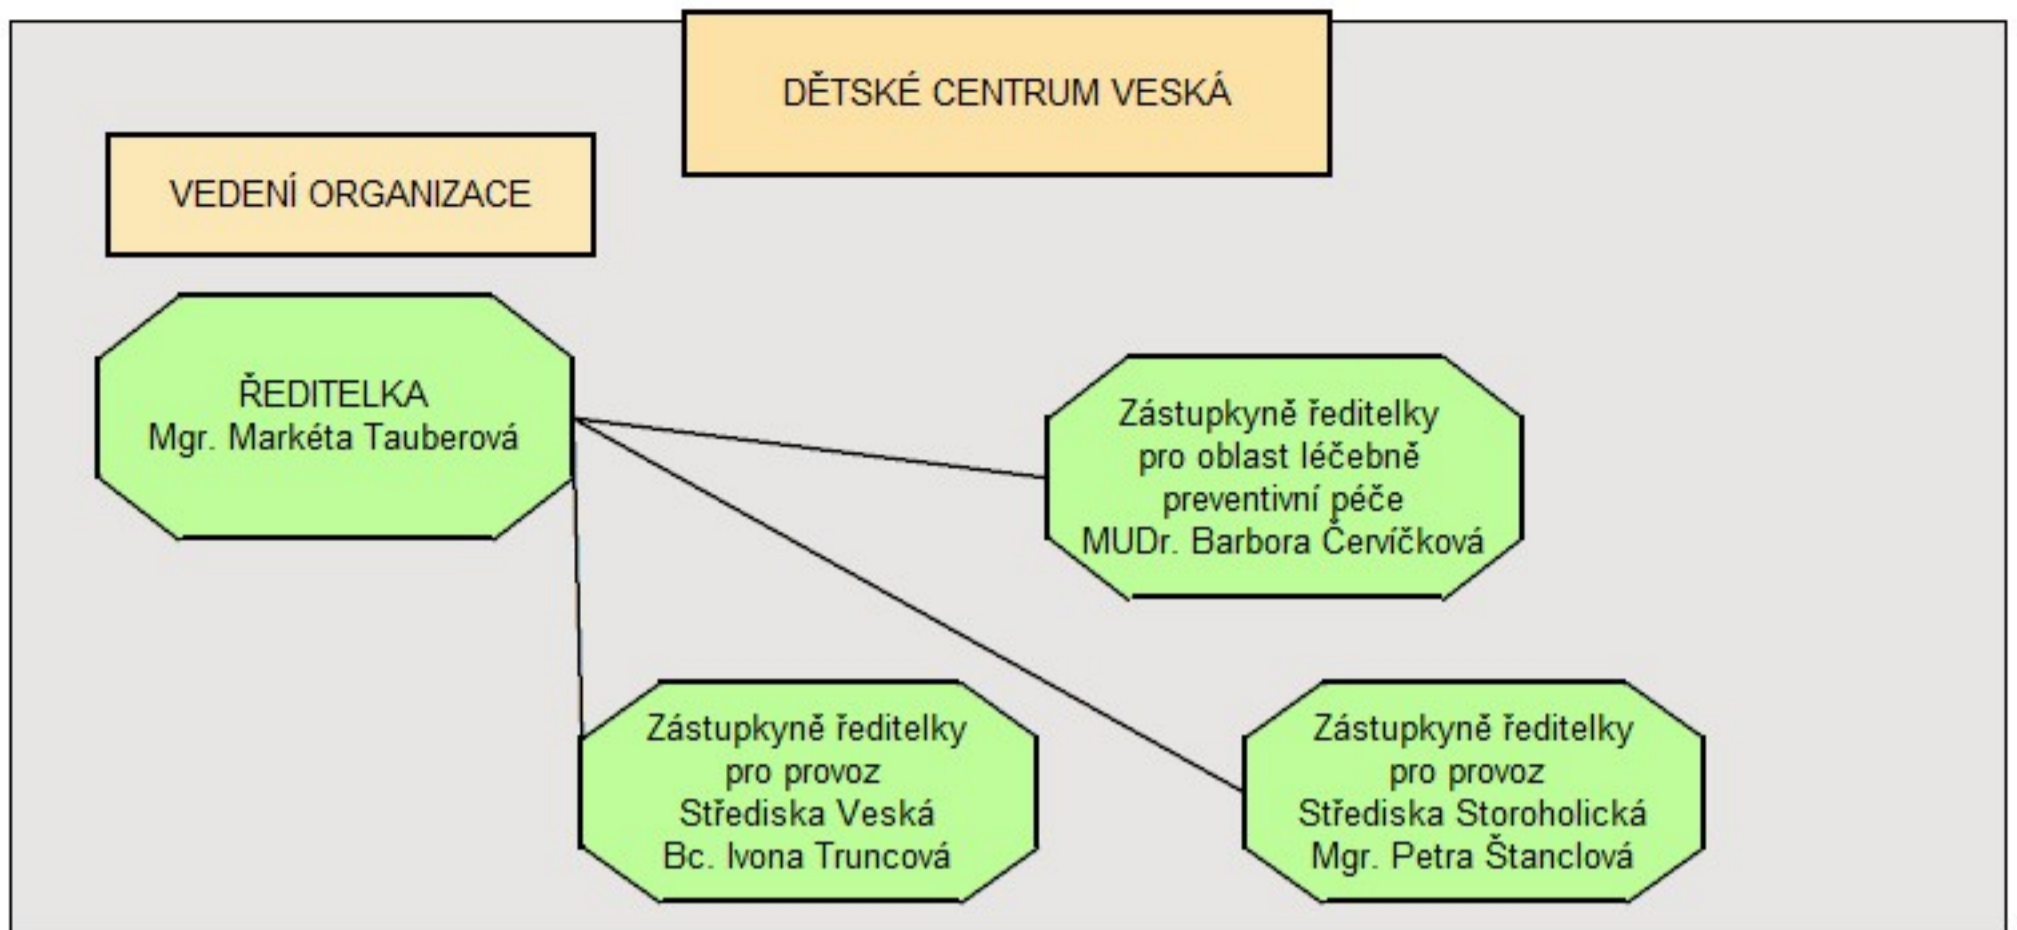 DĚTSKÉ CENTRUM VESKÁ
VEDENÍ ORGANIZACE
ŘEDITELKA
Mgr. Markéta Tauberová
Zástupkyně ředitelky
pro oblast léčebně
preventivní péče
MUDr. Barbora Červíčková
Zástupkyně ředitelky
pro provoz
Střediska Veská
Bc. Ivona Truncová
Zástupkyně ředitelky
pro provoz
Střediska Storoholická
Mgr. Petra Štanclová